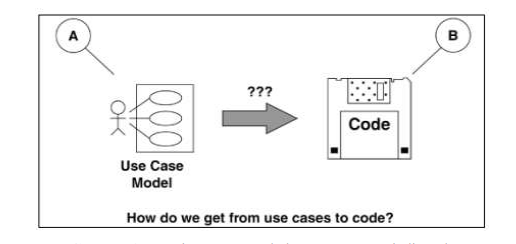 A
B
???
Code
Use Case
Model
How do we get from use cases to code?